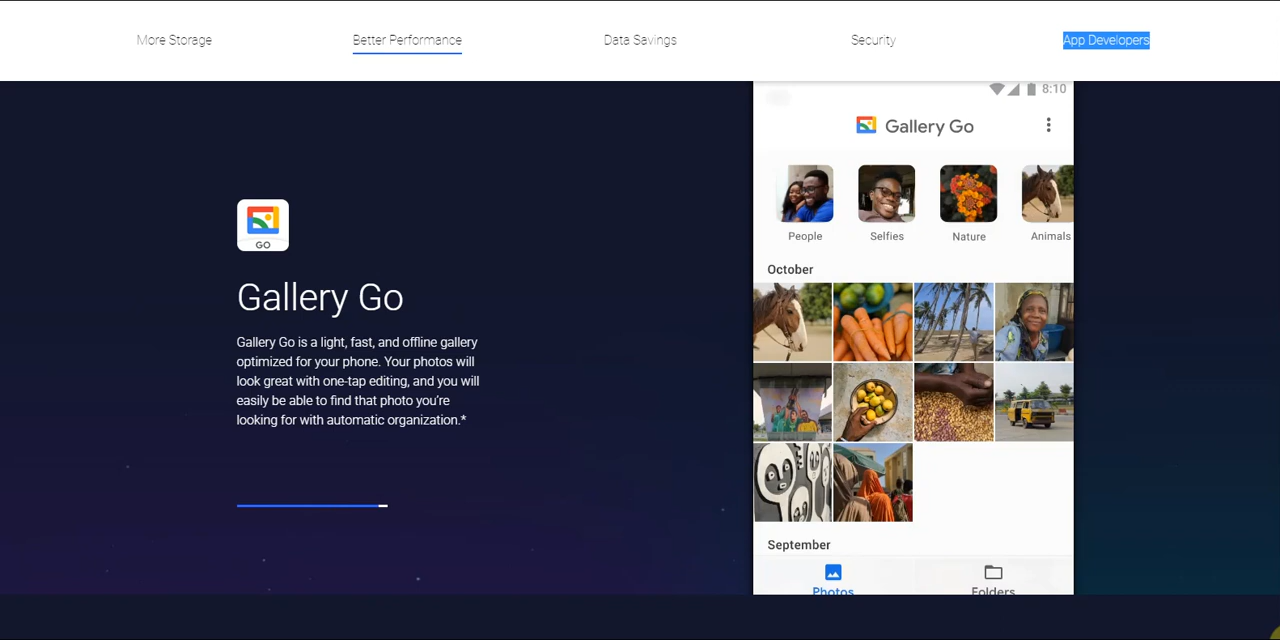 More Storage
Better Performance
Data Savings
Security
App Developers
GO
Gallery Go
Gallery Go is a light, fast, and offline gallery
optimized for your phone. Your photos will
look great with one-tap editing, and you will
easily be able to find that photo you're
looking for with automatic organization.*
8:10
Gallery Go
People
Selfies
Nature
Animals
October
September
Photos
Folders